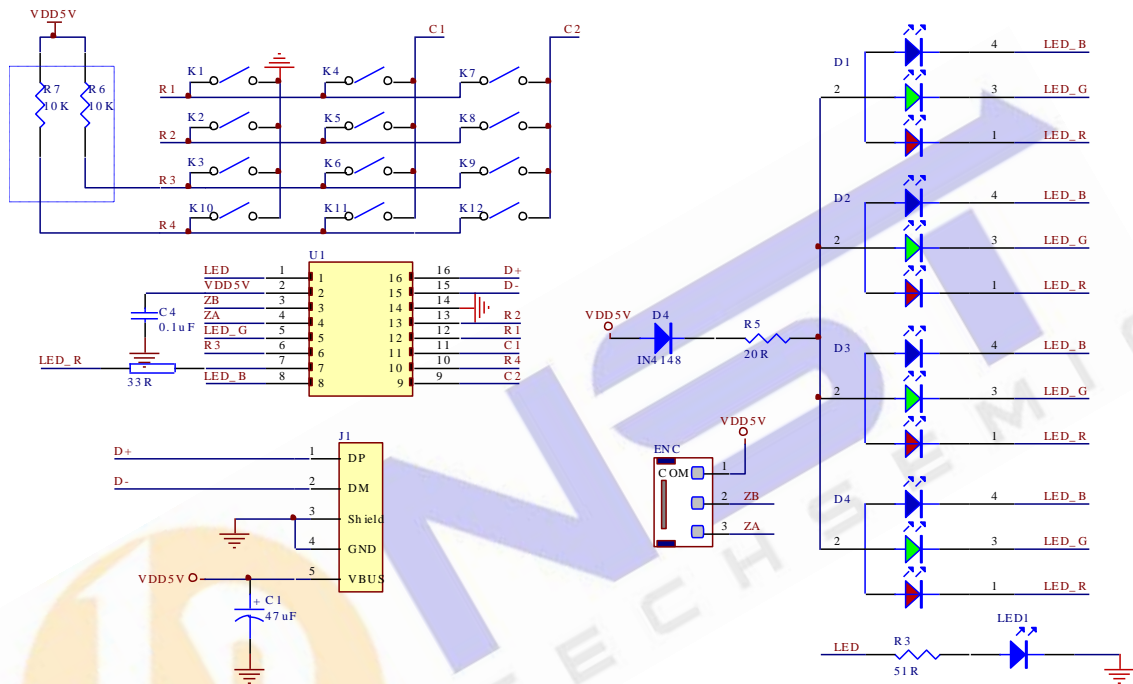 VDD5V
C1
C2
R7
10K
R6
10K
K1
K4
K7
R1
K2
K5
K8
R2
K3
K6
K9
R3
K10
K11
K12
R4
U1
LED 1 1 16 16 D+
VDD5V 2 2 15 15 D-
ZB 3 3 14 14
ZA 4 4 13 13 R2
LED_G 5 5 12 12 R1
R3 6 6 11 11 C1
LED_R 7 7 10 10 R4
LED_B 8 8 9 9 C2
C4
0.1uF
33R
J1
D+ 1 DP
D- 2 DM
3 Shield
4 GND
VDD5V 5 VBUS
C1
+
47uF
VDD5V
D4
IN4148
R5
20R
VDD5V
ENC
COM 1
2 ZB
3 ZA
D1
4 LED_B
2 3 LED_G
1 LED_R
D2
4 LED_B
2 3 LED_G
1 LED_R
D3
4 LED_B
2 3 LED_G
1 LED_R
D4
4 LED_B
2 3 LED_G
1 LED_R
LED1
LED
R3
51R
INST
TECH SEMIC